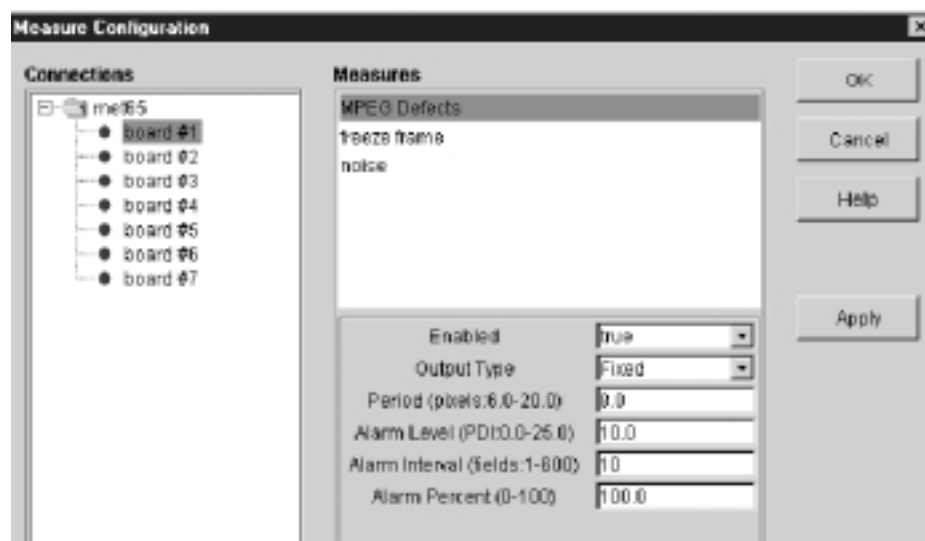 Measure Configuration
Connections
met65
board #1
board #2
board #3
board #4
board #5
board #6
board #7
Measures
MPEG Defects
freeze frame
noise
Enabled
true
Output Type
Fixed
Period (pixels:6.0-20.0)
Alarm Level (PDI:0.0-25.0)
10.0
Alarm Interval (fields:1-600)
10
Alarm Percent (0-100)
100.0
OK
Cancel
Help
Apply